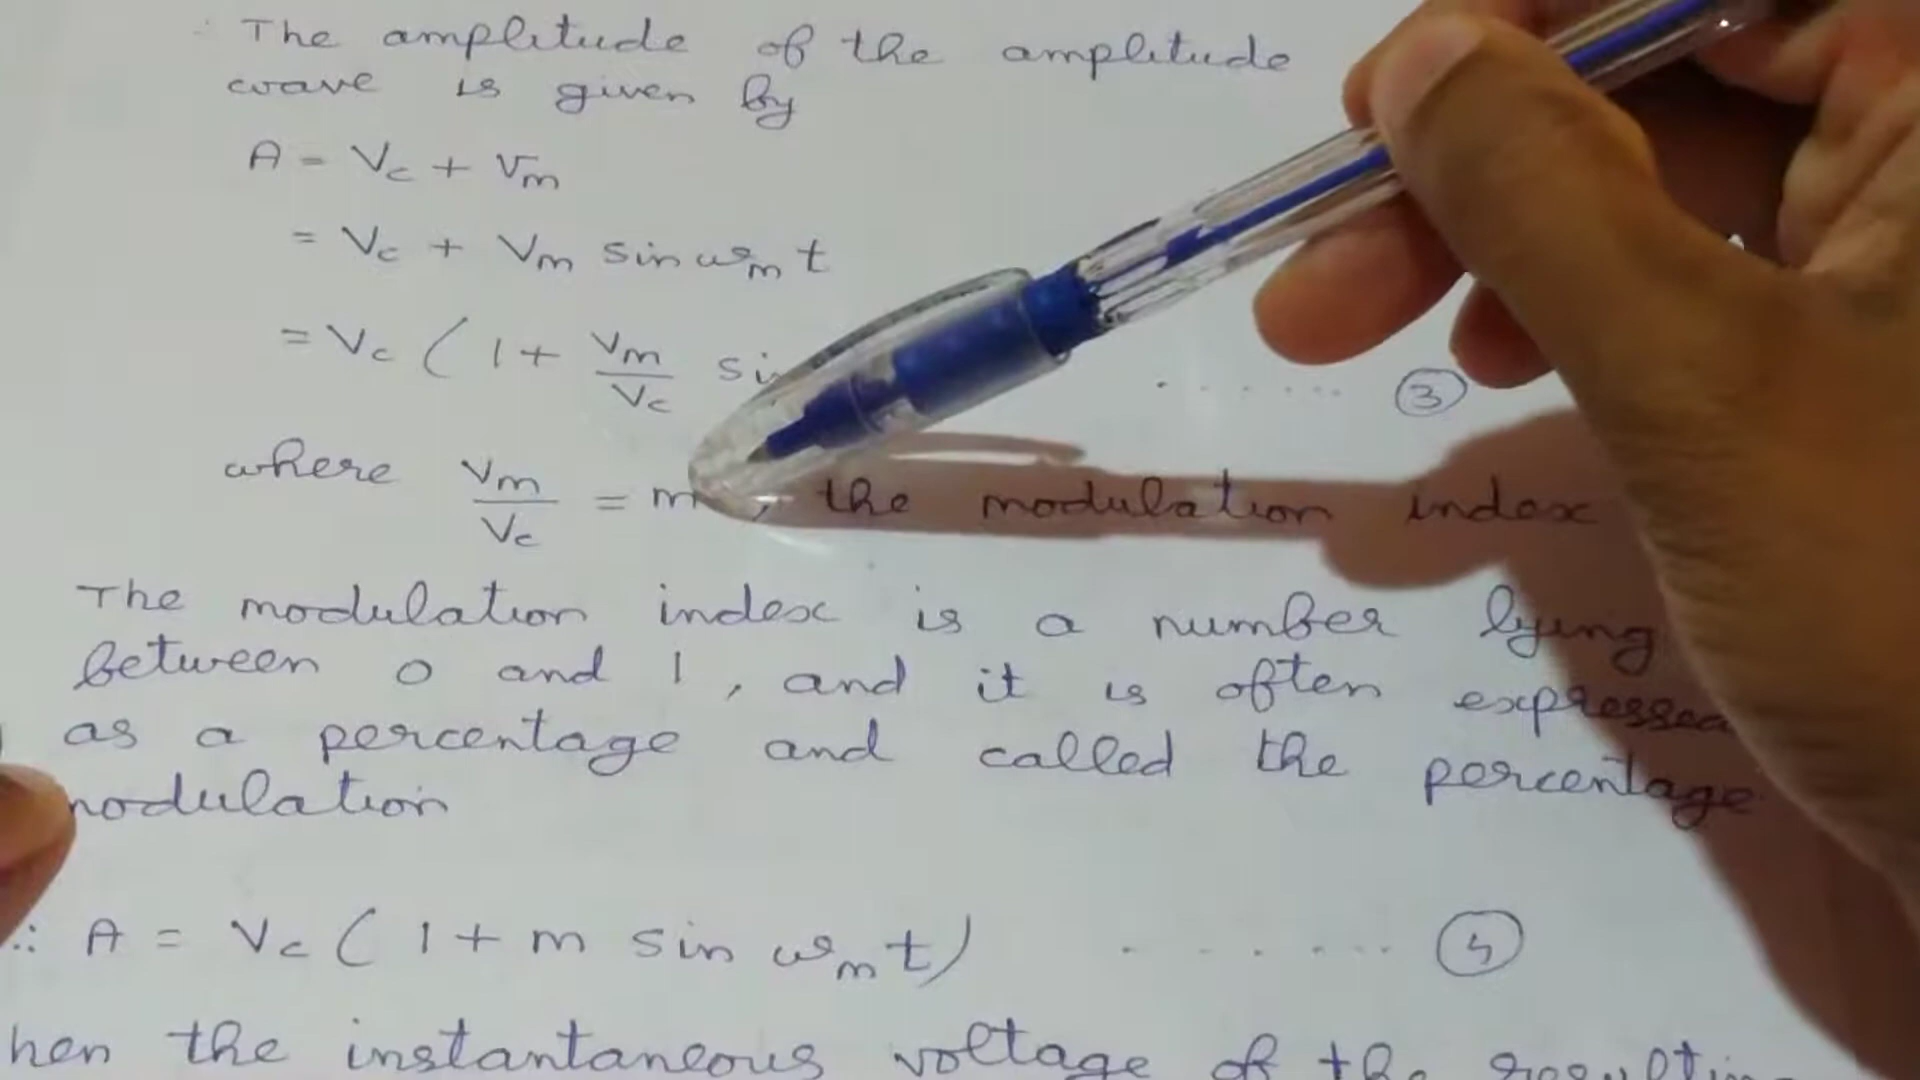 The amplitude of the amplitude
wave is given by
A = Vc + vm
= Vc + Vm sin ωm t
= Vc ( 1 + Vm/Vc ③
where Vm/Vc = m, the modulation index
The modulation index is a number lying
between 0 and 1, and it is often
as a percentage and called the percentage
∴ A = Vc ( 1 + m sin ωm t ) ....... ④
the instantaneous voltage of the